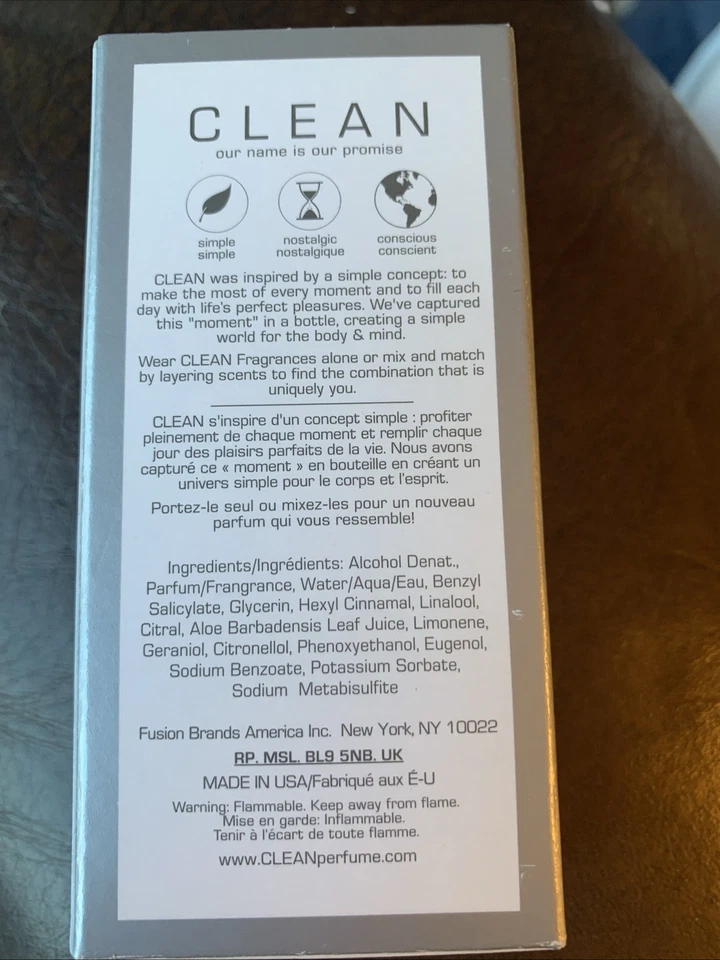 CLEAN
our name is our promise
simple
simple
nostalgic
nostalgique
conscious
conscient
CLEAN was inspired by a simple concept: to
make the most of every moment and to fill each
day with life's perfect pleasures. We've captured
this "moment" in a bottle, creating a simple
world for the body & mind.
Wear CLEAN Fragrances alone or mix and match
by layering scents to find the combination that is
uniquely you.
CLEAN s'inspire d'un concept simple : profiter
pleinement de chaque moment et remplir chaque
jour des plaisirs parfaits de la vie. Nous avons
capturé ce « moment » en bouteille en créant un
univers simple pour le corps et l'esprit.
Portez-le seul ou mixez-les pour un nouveau
parfum qui vous ressemble!
Ingredients/Ingrédients: Alcohol Denat.,
Parfum/Frangrance, Water/Aqua/Eau, Benzyl
Salicylate, Glycerin, Hexyl Cinnamal, Linalool,
Citral, Aloe Barbadensis Leaf Juice, Limonene,
Geraniol, Citronellol, Phenoxyethanol, Eugenol,
Sodium Benzoate, Potassium Sorbate,
Sodium Metabisulfite
Fusion Brands America Inc. New York, NY 10022
RP. MSL. BL9 5NB. UK
MADE IN USA/Fabriqué aux É-U
Warning: Flammable. Keep away from flame.
Mise en garde: Inflammable.
Tenir à l'écart de toute flamme.
www.CLEANperfume.com